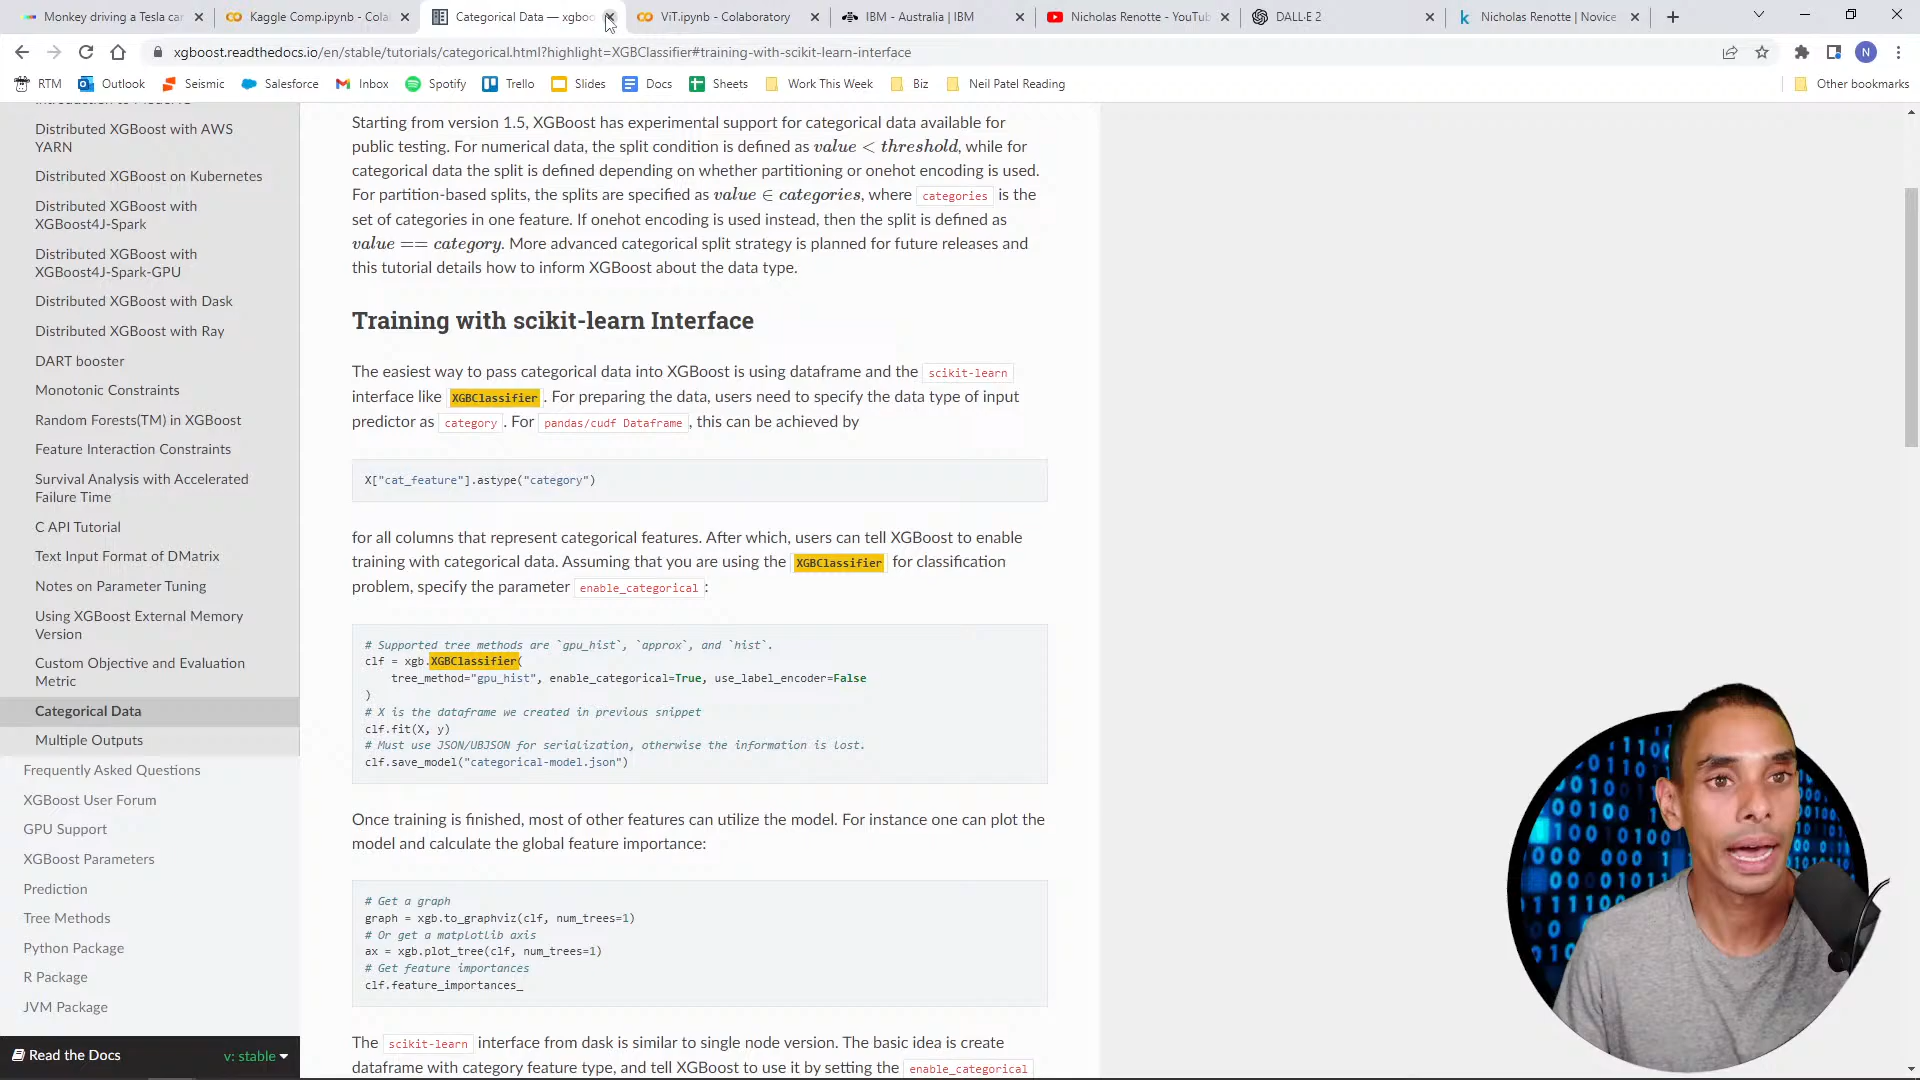 Monkey driving a Tesla car
Kaggle Comp.ipynb - Cola
Categorical Data — xgboo
ViT.ipynb - Colaboratory
IBM - Australia | IBM
Nicholas Renotte - YouTub
DALL·E 2
Nicholas Renotte | Novice
xgboost.readthedocs.io/en/stable/tutorials/categorical.html?highlight=XGBClassifier#training-with-scikit-learn-interface
N
RTM
Outlook
Seismic
Salesforce
Inbox
Spotify
Trello
Slides
Docs
Sheets
Work This Week
Biz
Neil Patel Reading
Other bookmarks
Distributed XGBoost with AWS
YARN
Distributed XGBoost on Kubernetes
Distributed XGBoost with
XGBoost4J-Spark
Distributed XGBoost with
XGBoost4J-Spark-GPU
Distributed XGBoost with Dask
Distributed XGBoost with Ray
DART booster
Monotonic Constraints
Random Forests(TM) in XGBoost
Feature Interaction Constraints
Survival Analysis with Accelerated
Failure Time
C API Tutorial
Text Input Format of DMatrix
Notes on Parameter Tuning
Using XGBoost External Memory
Version
Custom Objective and Evaluation
Metric
Categorical Data
Multiple Outputs
Frequently Asked Questions
XGBoost User Forum
GPU Support
XGBoost Parameters
Prediction
Tree Methods
Python Package
R Package
JVM Package
Read the Docs
v: stable
Starting from version 1.5, XGBoost has experimental support for categorical data available for
public testing. For numerical data, the split condition is defined as value < threshold, while for
categorical data the split is defined depending on whether partitioning or onehot encoding is used.
For partition-based splits, the splits are specified as value ∈ categories, where categories is the
set of categories in one feature. If onehot encoding is used instead, then the split is defined as
value == category. More advanced categorical split strategy is planned for future releases and
this tutorial details how to inform XGBoost about the data type.
Training with scikit-learn Interface
The easiest way to pass categorical data into XGBoost is using dataframe and the scikit-learn
interface like XGBClassifier. For preparing the data, users need to specify the data type of input
predictor as category. For pandas/cudf Dataframe, this can be achieved by
X["cat_feature"].astype("category")
for all columns that represent categorical features. After which, users can tell XGBoost to enable
training with categorical data. Assuming that you are using the XGBClassifier for classification
problem, specify the parameter enable_categorical:
# Supported tree methods are `gpu_hist`, `approx`, and `hist`.
clf = xgb.XGBClassifier(
tree_method="gpu_hist", enable_categorical=True, use_label_encoder=False
)
# X is the dataframe we created in previous snippet
clf.fit(X, y)
# Must use JSON/UBJSON for serialization, otherwise the information is lost.
clf.save_model("categorical-model.json")
Once training is finished, most of other features can utilize the model. For instance one can plot the
model and calculate the global feature importance:
# Get a graph
graph = xgb.to_graphviz(clf, num_trees=1)
# Or get a matplotlib axis
ax = xgb.plot_tree(clf, num_trees=1)
# Get feature importances
clf.feature_importances_
The scikit-learn interface from dask is similar to single node version. The basic idea is create
dataframe with category feature type, and tell XGBoost to use it by setting the enable_categorical